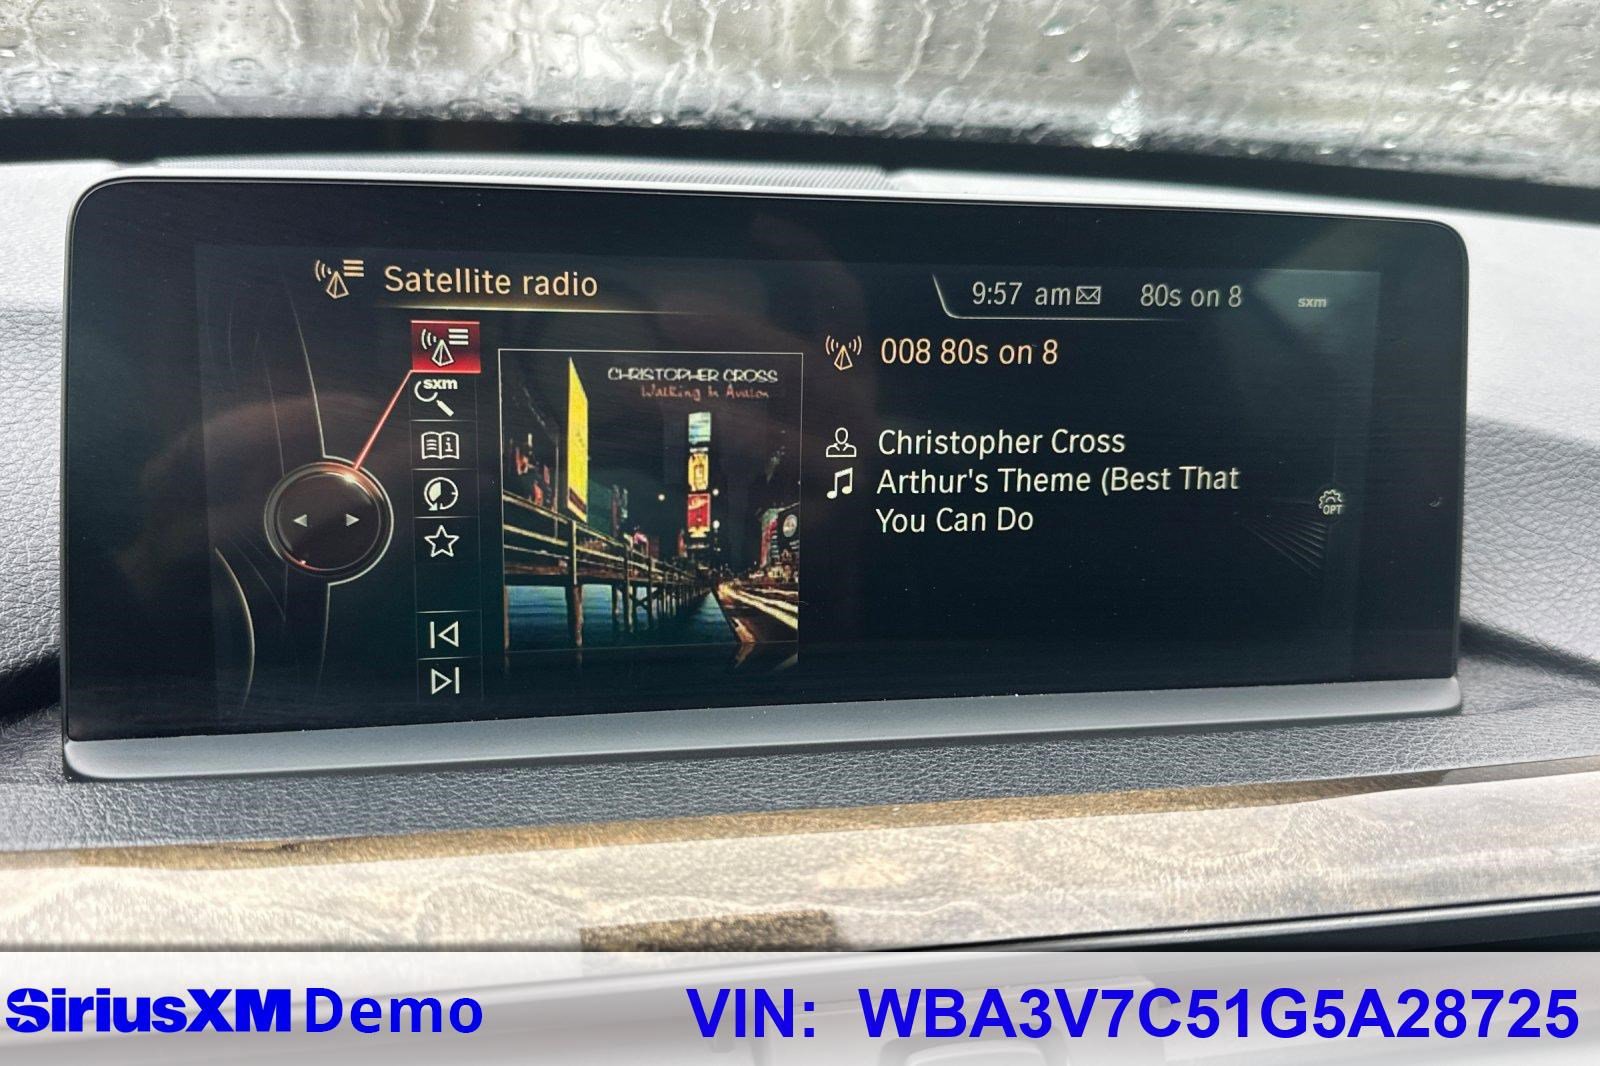 Satellite radio
9:57 am 80s on 8 sxm
sxm
CHRISTOPHER CROSS
Walking In Avalon
008 80s on 8
Christopher Cross
Arthur's Theme (Best That
You Can Do
OPT
SiriusXM Demo
VIN: WBA3V7C51G5A28725